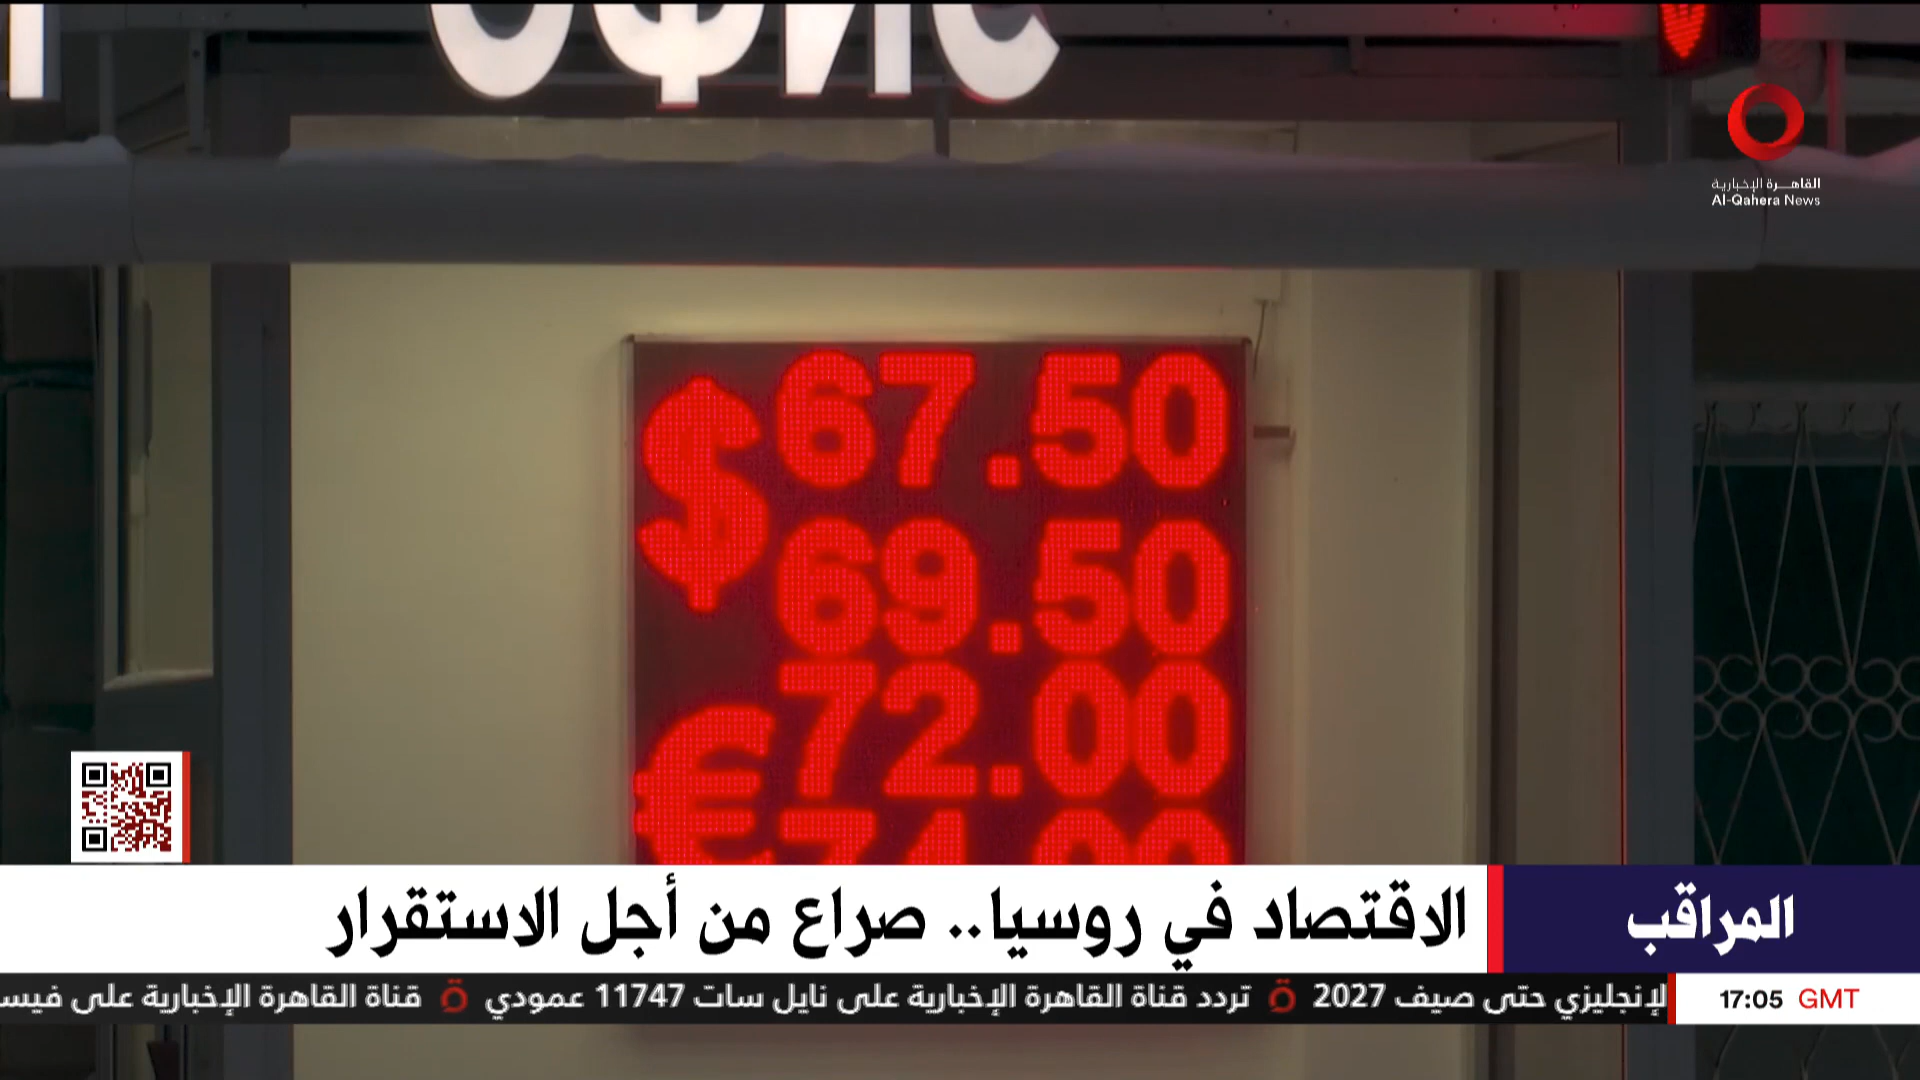 офис
القاهرة الإخبارية
Al-Qahera News
$ 67.50
69.50
€ 72.00
المراقب
الاقتصاد في روسيا.. صراع من أجل الاستقرار
17:05 GMT
لإنجليزي حتى صيف 2027 تردد قناة القاهرة الإخبارية على نايل سات 11747 عمودي قناة القاهرة الإخبارية على فيس